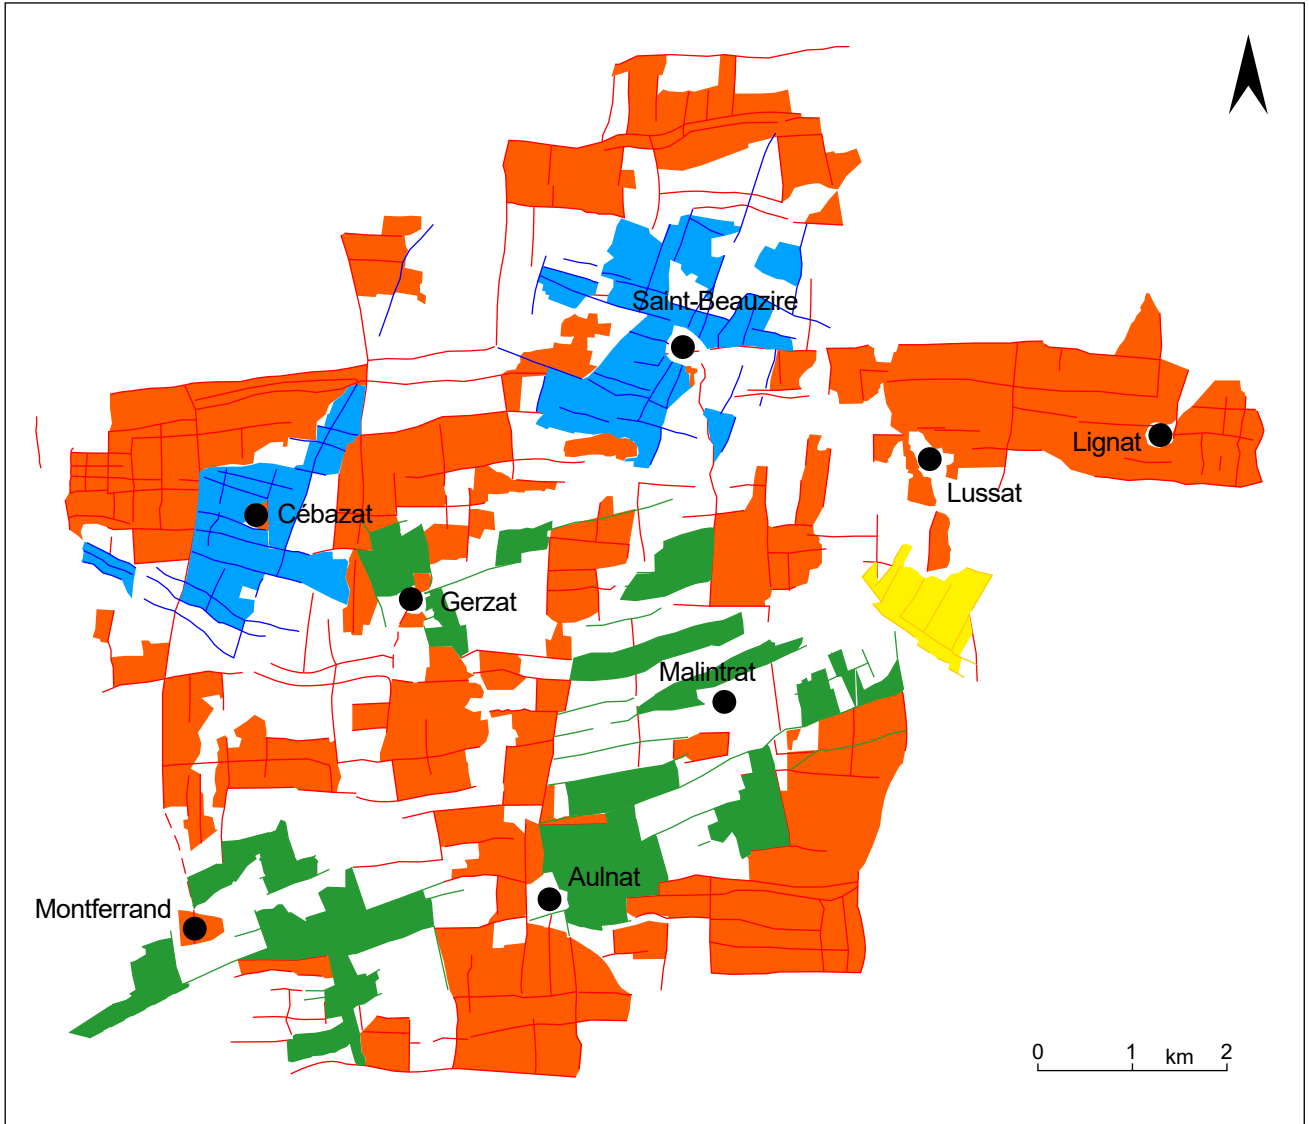 Saint-Beauzire
Lignat
Lussat
Cébazat
Gerzat
Malintrat
Aulnat
Montferrand
0 1 km 2